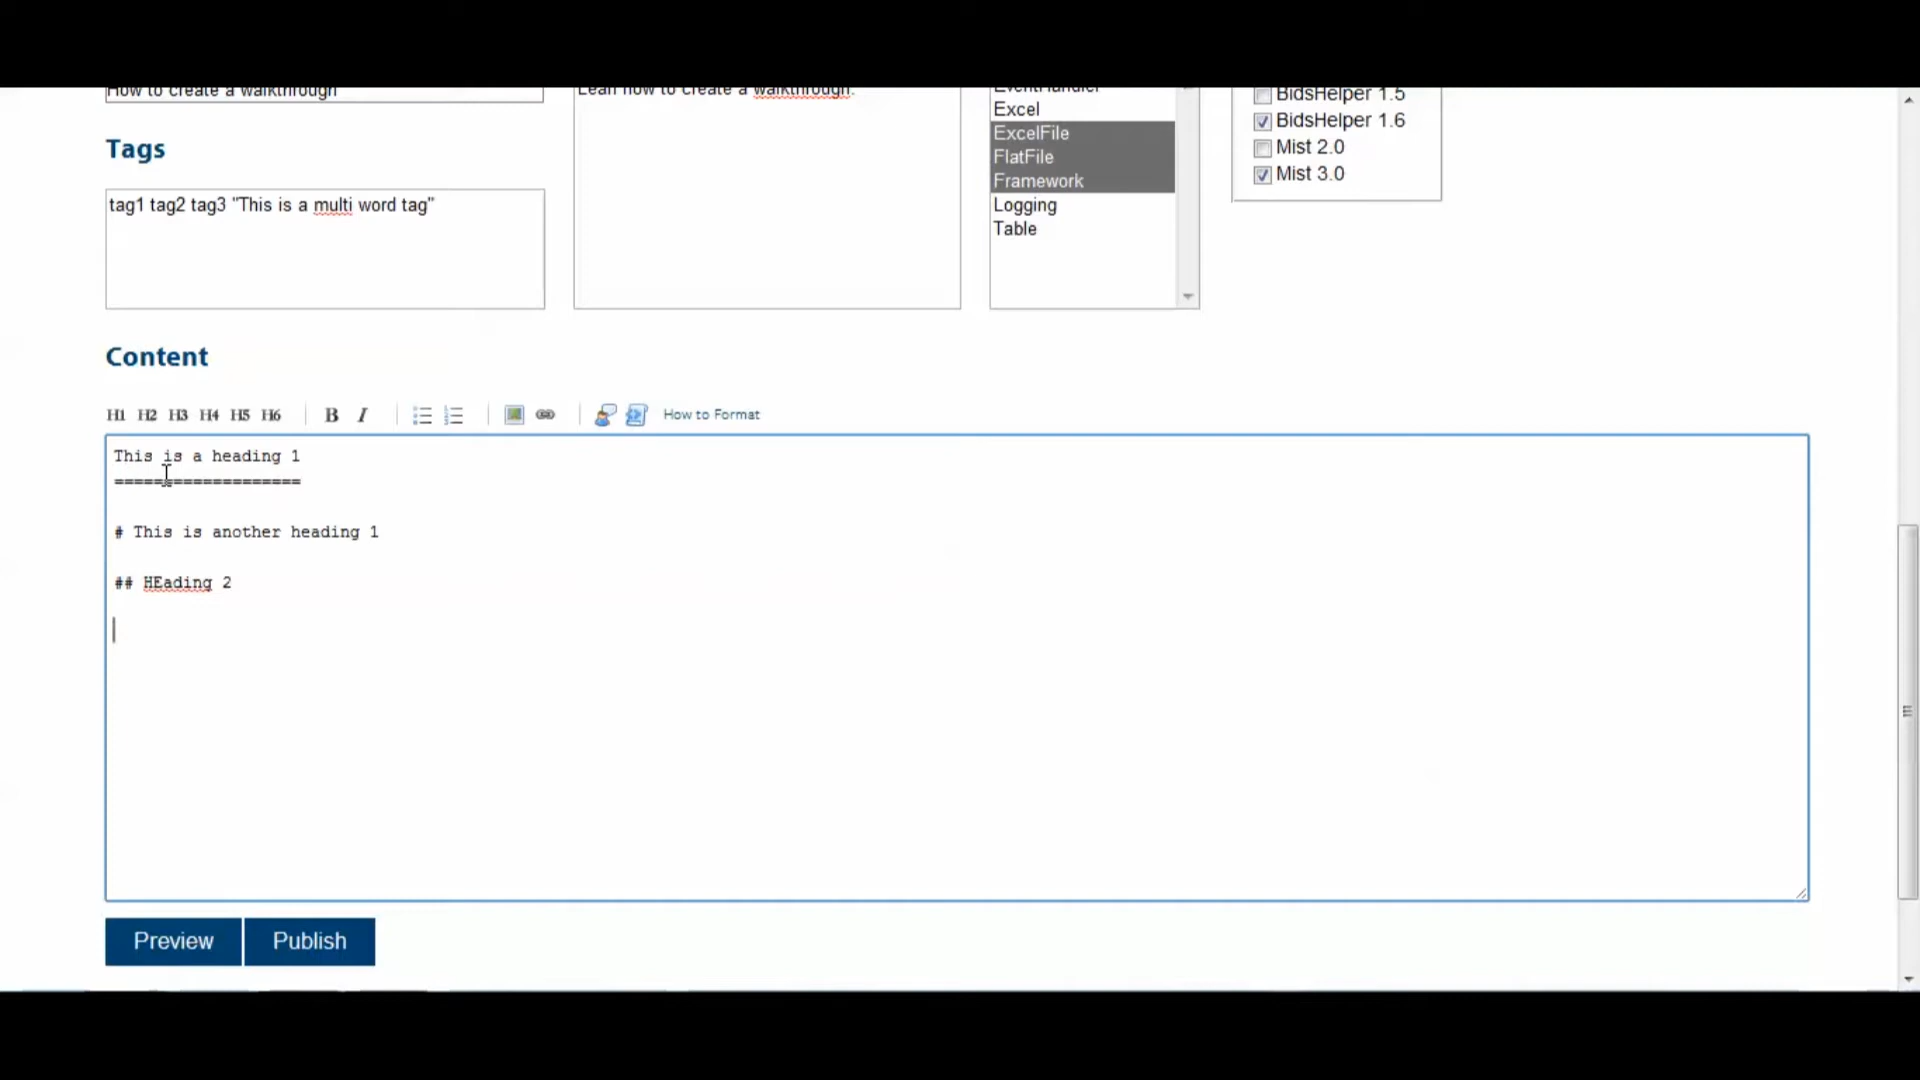 How to create a walkthrough
Lean how to create a walkthrough.
EventHandler
Excel
ExcelFile
FlatFile
Framework
Logging
Table
BidsHelper 1.5
BidsHelper 1.6
Mist 2.0
Mist 3.0
Tags
tag1 tag2 tag3 "This is a multi word tag"
Content
H1 H2 H3 H4 H5 H6 B I How to Format
This is a heading 1
===================
# This is another heading 1
## HEading 2
Preview Publish